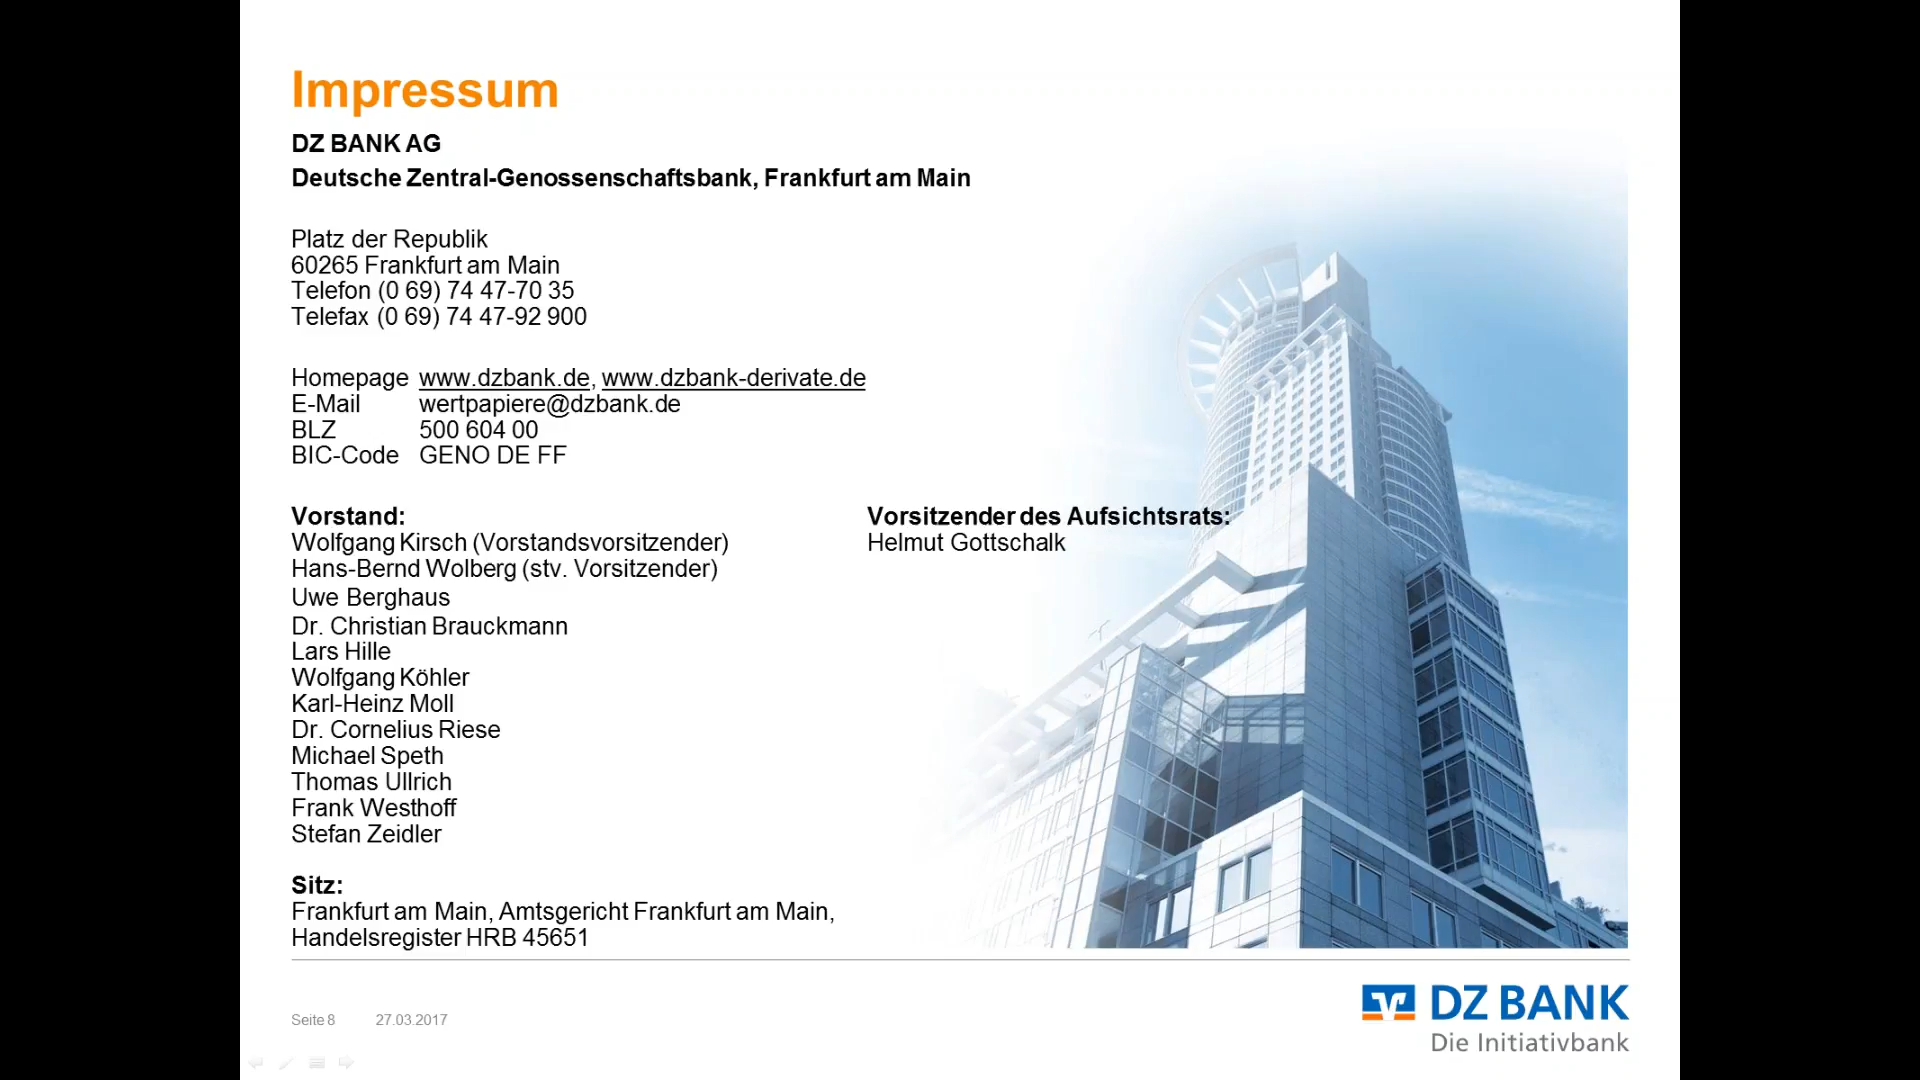 Impressum
DZ BANK AG
Deutsche Zentral-Genossenschaftsbank, Frankfurt am Main
Platz der Republik
60265 Frankfurt am Main
Telefon (0 69) 74 47-70 35
Telefax (0 69) 74 47-92 900
Homepage www.dzbank.de, www.dzbank-derivate.de
E-Mail wertpapiere@dzbank.de
BLZ 500 604 00
BIC-Code GENO DE FF
Vorstand:
Wolfgang Kirsch (Vorstandsvorsitzender)
Hans-Bernd Wolberg (stv. Vorsitzender)
Uwe Berghaus
Dr. Christian Brauckmann
Lars Hille
Wolfgang Köhler
Karl-Heinz Moll
Dr. Cornelius Riese
Michael Speth
Thomas Ullrich
Frank Westhoff
Stefan Zeidler
Vorsitzender des Aufsichtsrats:
Helmut Gottschalk
Sitz:
Frankfurt am Main, Amtsgericht Frankfurt am Main,
Handelsregister HRB 45651
Seite 8 27.03.2017
DZ BANK
Die Initiativbank